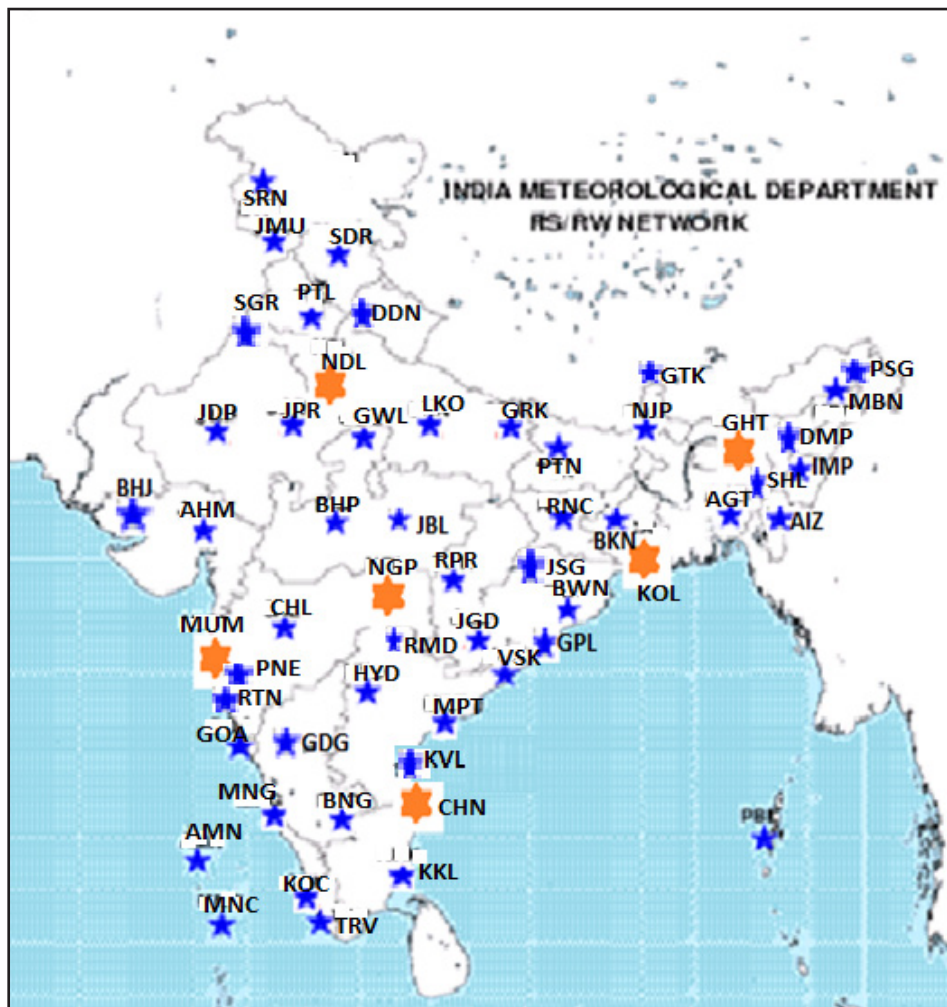 INDIA METEOROLOGICAL DEPARTMENT
RS/RW NETWORK
SRN
JMU
SDR
PTL
SGR
DDN
NDL
GTK
PSG
MBN
JDP
JPR
GWL
LKO
GRK
NJP
GHT
DMP
PTN
IMP
SHL
BHJ
AHM
BHP
JBL
RNC
BKN
AGT
AIZ
NGP
RPR
JSG
KOL
BWN
CHL
MUM
RMD
JGD
GPL
PNE
HYD
VSK
RTN
MPT
GOA
GDG
KVL
MNG
BNG
CHN
AMN
KKL
KOC
MNC
TRV